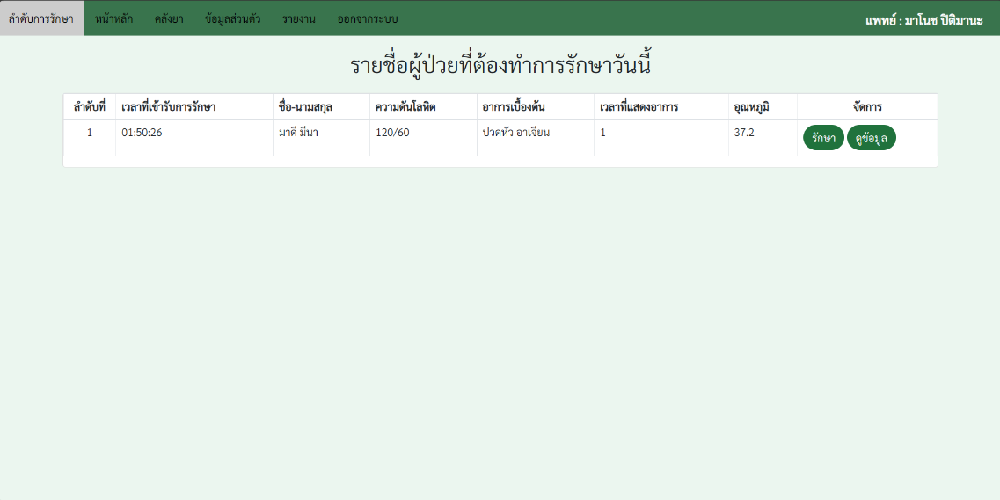 ลำดับการรักษา หน้าหลัก คลังยา ข้อมูลส่วนตัว รายงาน ออกจากระบบ แพทย์ : มาโนช ปิติมานะ
รายชื่อผู้ป่วยที่ต้องทำการรักษาวันนี้
ลำดับที่ เวลาที่เข้ารับการรักษา ชื่อ-นามสกุล ความดันโลหิต อาการเบื้องต้น เวลาที่แสดงอาการ อุณหภูมิ จัดการ
1 01:50:26 มาดี มีนา 120/60 ปวดหัว อาเจียน 1 37.2 รักษา ดูข้อมูล